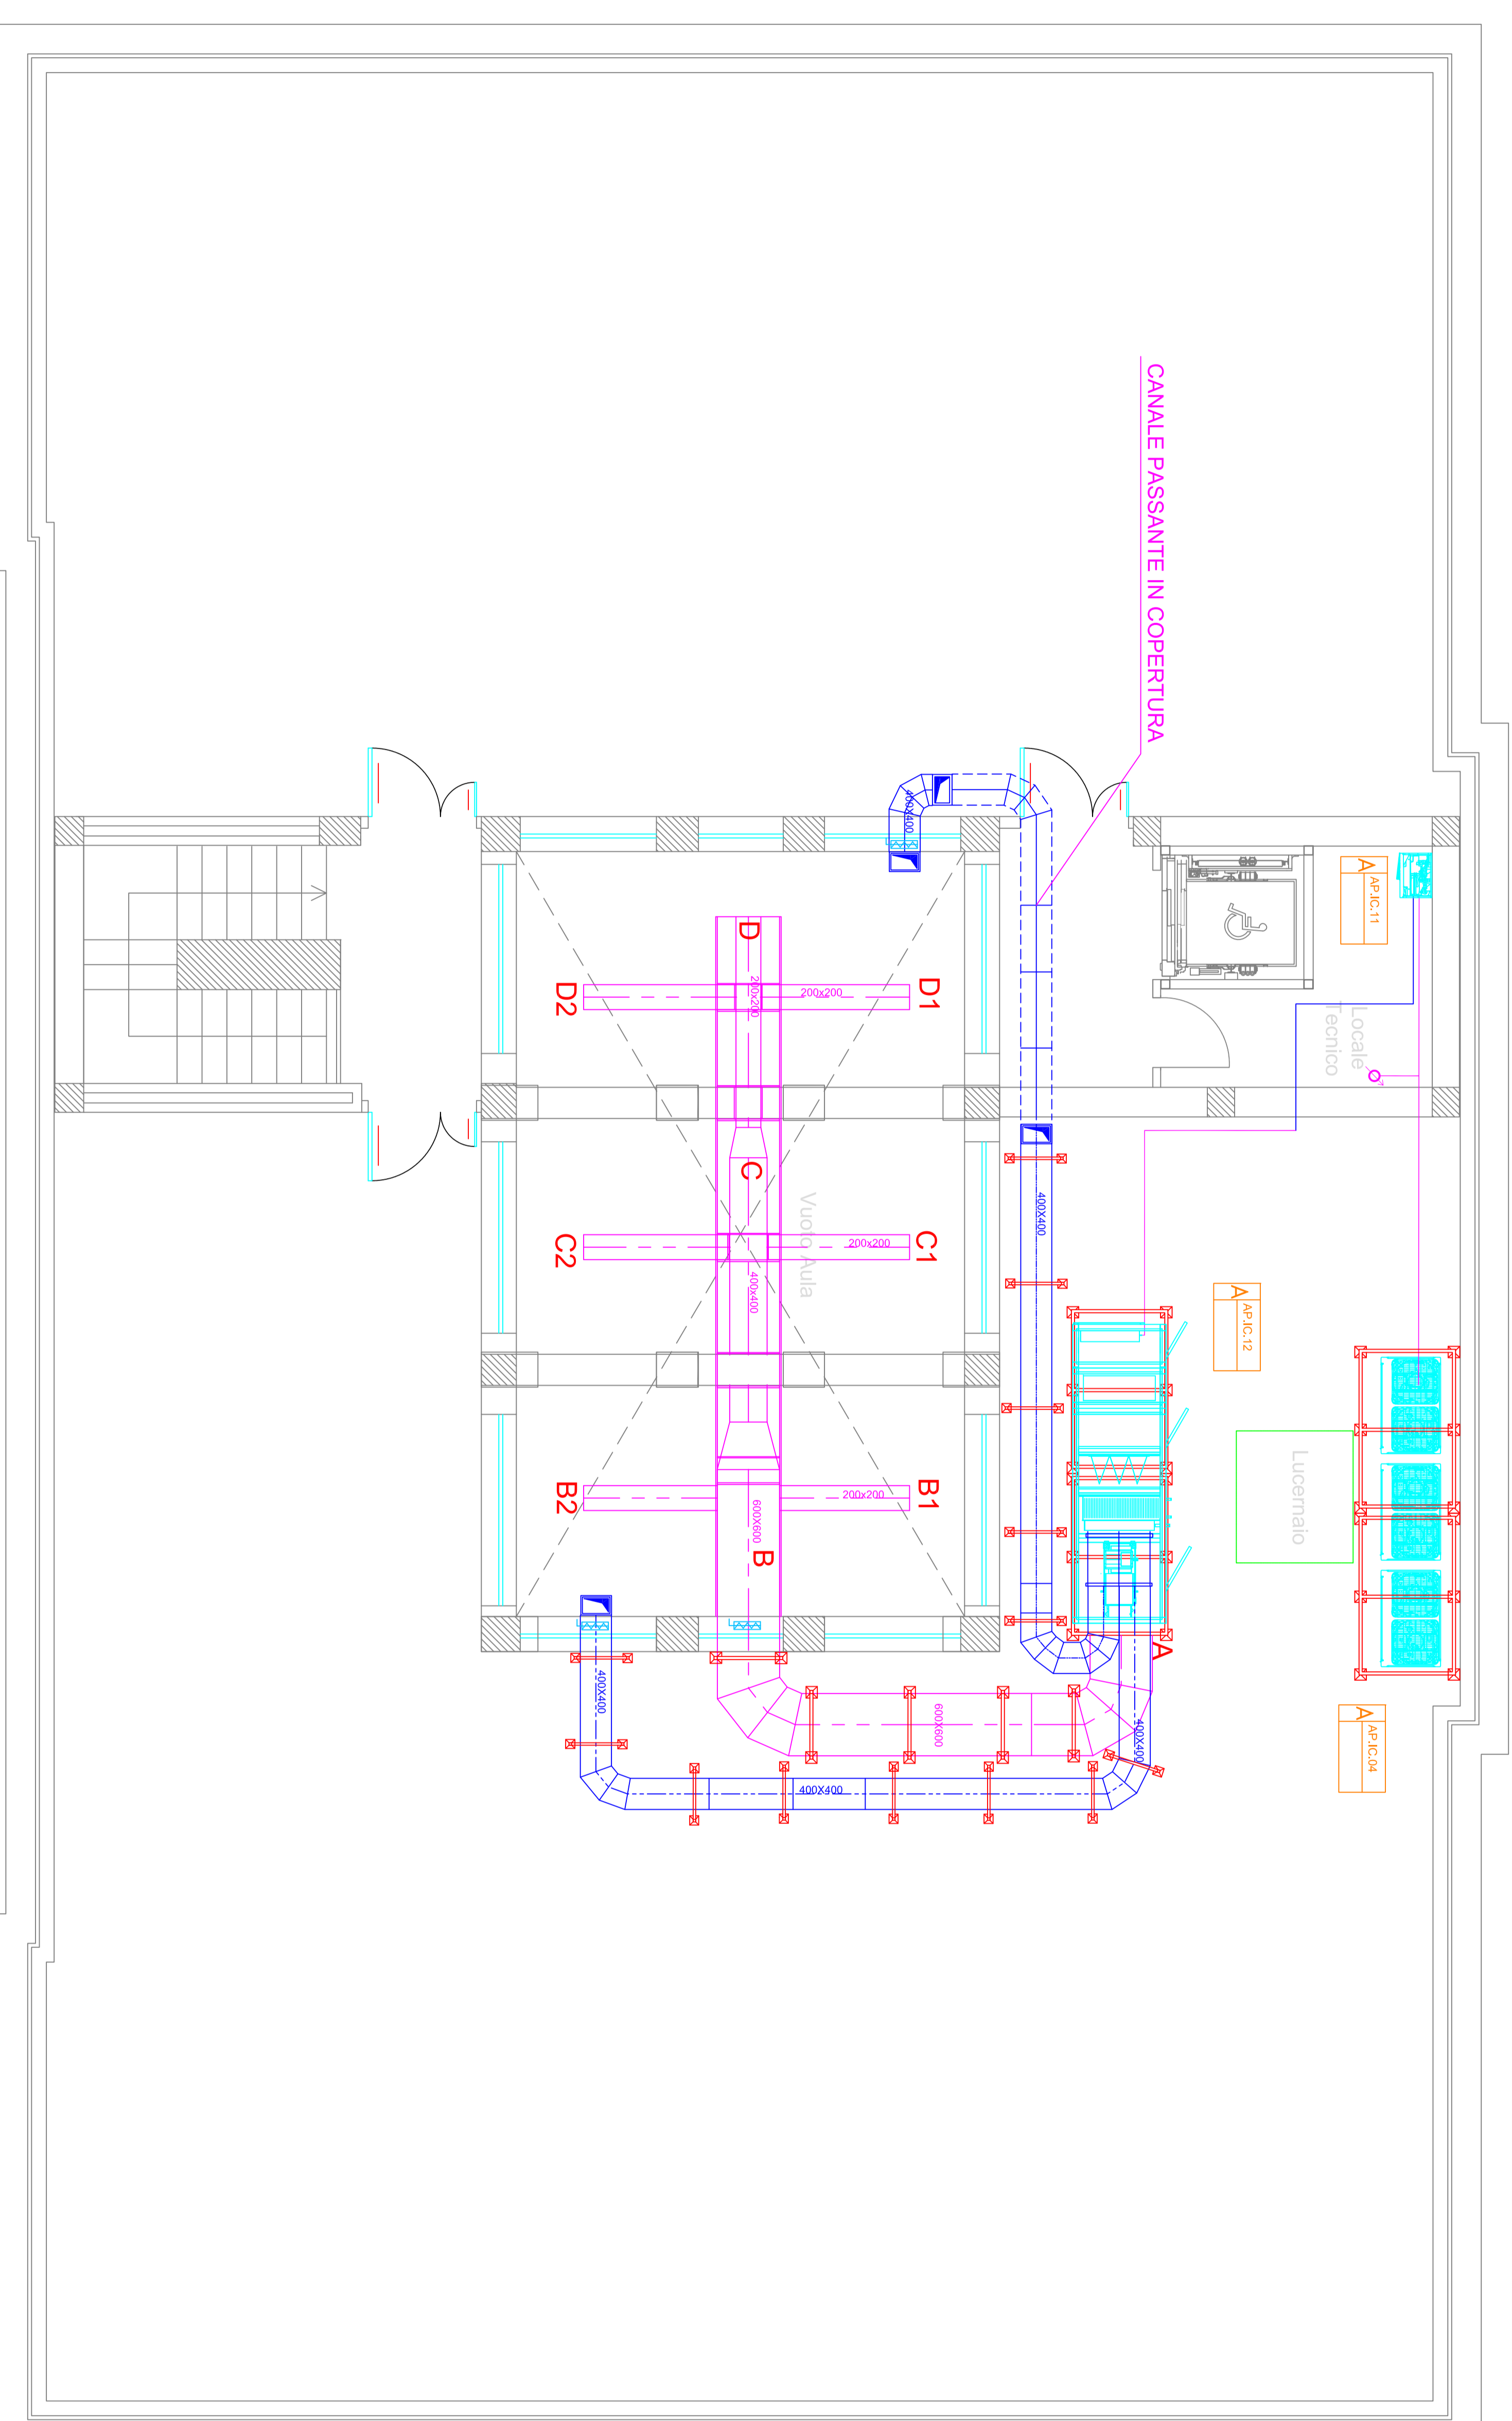 CANALE PASSANTE IN COPERTURA
400X400
A
AP.IC.11
Locale
Tecnico
D
200x200
200x200
D1
D2
C
C1
200x200
C2
400x400
Vuoto Aula
400X400
A
AP.IC.12
Lucernaio
B1
200x200
B2
600X600
B
A
400X400
600X600
400X400
400X400
A
AP.IC.04